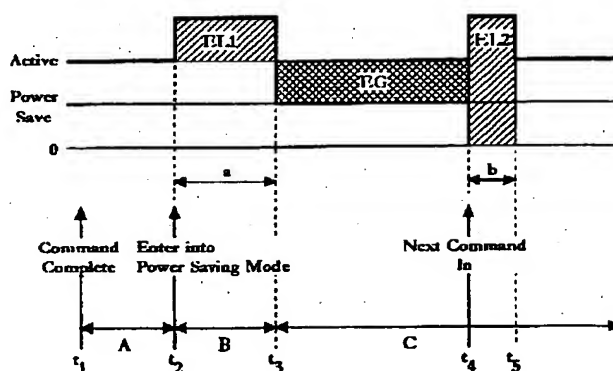 EL1
EL2
Active
EG
Power
Save
0
a
b
Command
Complete
Enter into
Power Saving Mode
Next Command
In
A
B
C
t1
t2
t3
t4
t5